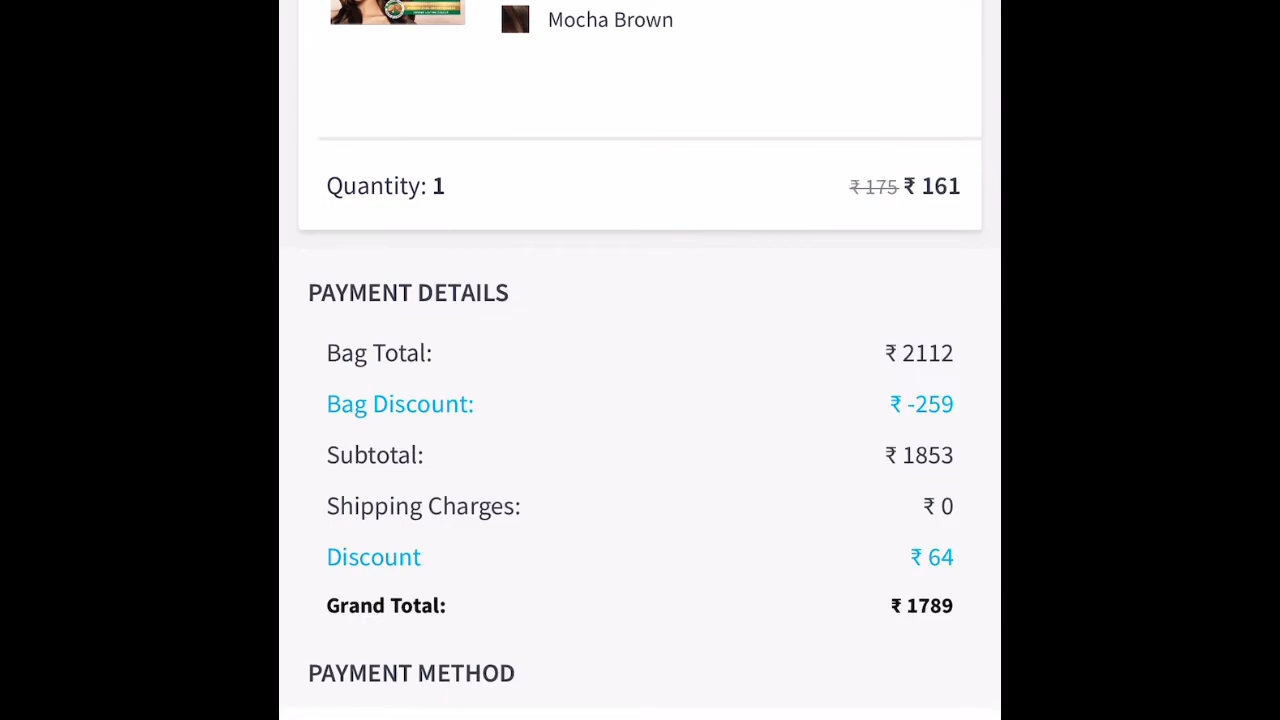 Mocha Brown
Quantity: 1 ₹ 175 ₹ 161
PAYMENT DETAILS
Bag Total: ₹ 2112
Bag Discount: ₹ -259
Subtotal: ₹ 1853
Shipping Charges: ₹ 0
Discount ₹ 64
Grand Total: ₹ 1789
PAYMENT METHOD